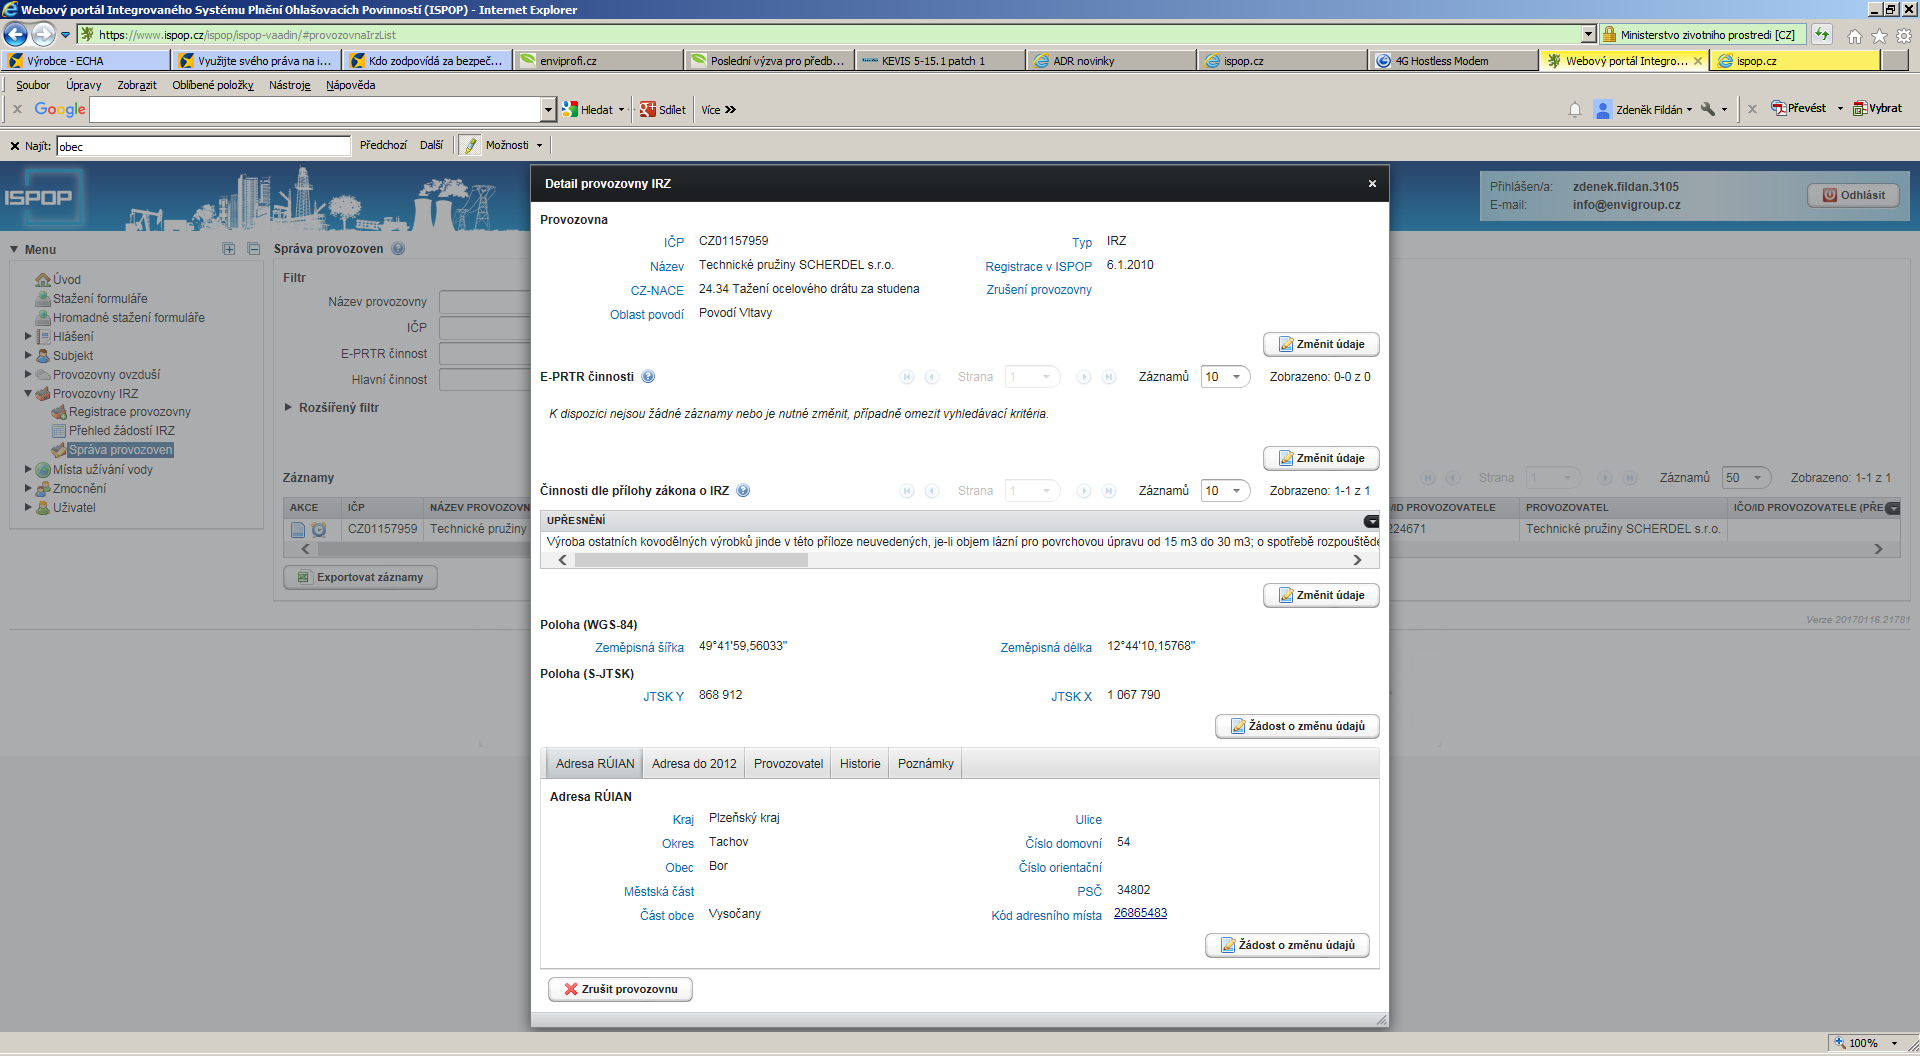 Webový portál Integrovaného Systému Plnění Ohlašovacích Povinností (ISPOP) - Internet Explorer
https://www.ispop.cz/ispop/ispop-vaadin/#provozovnaIrzList
Ministerstvo zivotniho prostredi [CZ]
Výrobce - ECHA
Využijte svého práva na i...
Kdo zodpovídá za bezpeč...
enviprofi.cz
Poslední výzva pro předb...
KEVIS 5-15.1 patch 1
ADR novinky
ispop.cz
4G Hostless Modem
Webový portál Integro...
ispop.cz
Soubor Úpravy Zobrazit Oblíbené položky Nástroje Nápověda
x Google Hledat Sdílet Více »
Zdeněk Fildán
x Převést Vybrat
Najít: obec Předchozí Další Možnosti
ISPOP
Přihlášen/a: zdenek.fildan.3105
E-mail: info@envigroup.cz
Odhlásit
Menu
Úvod
Stažení formuláře
Hromadné stažení formuláře
Hlášení
Subjekt
Provozovny ovzduší
Provozovny IRZ
Registrace provozovny
Přehled žádostí IRZ
Správa provozoven
Místa užívání vody
Zmocnění
Uživatel
Správa provozoven
Filtr
Název provozovny
IČP
E-PRTR činnost
Hlavní činnost
Rozšířený filtr
Záznamy
Strana 1 Záznamů 50 Zobrazeno: 1-1 z 1
AKCE IČP NÁZEV PROVOZOVN
/ID PROVOZOVATELE PROVOZOVATEL IČO/ID PROVOZOVATELE (PŘE
CZ01157959 Technické pružiny
224671 Technické pružiny SCHERDEL s.r.o.
Exportovat záznamy
Verze 20170116.21781
Detail provozovny IRZ
Provozovna
IČP CZ01157959 Typ IRZ
Název Technické pružiny SCHERDEL s.r.o. Registrace v ISPOP 6.1.2010
CZ-NACE 24.34 Tažení ocelového drátu za studena Zrušení provozovny
Oblast povodí Povodí Vltavy
Změnit údaje
E-PRTR činnosti Strana 1 Záznamů 10 Zobrazeno: 0-0 z 0
K dispozici nejsou žádné záznamy nebo je nutné změnit, případně omezit vyhledávací kritéria.
Změnit údaje
Činnosti dle přílohy zákona o IRZ Strana 1 Záznamů 10 Zobrazeno: 1-1 z 1
UPŘESNĚNÍ
Výroba ostatních kovodělných výrobků jinde v této příloze neuvedených, je-li objem lázní pro povrchovou úpravu od 15 m3 do 30 m3; o spotřebě rozpouštěde
Změnit údaje
Poloha (WGS-84)
Zeměpisná šířka 49°41'59,56033" Zeměpisná délka 12°44'10,15768"
Poloha (S-JTSK)
JTSK Y 868 912 JTSK X 1 067 790
Žádost o změnu údajů
Adresa RÚIAN Adresa do 2012 Provozovatel Historie Poznámky
Adresa RÚIAN
Kraj Plzeňský kraj Ulice
Okres Tachov Číslo domovní 54
Obec Bor Číslo orientační
Městská část PSČ 34802
Část obce Vysočany Kód adresního místa 26865483
Žádost o změnu údajů
Zrušit provozovnu
100%